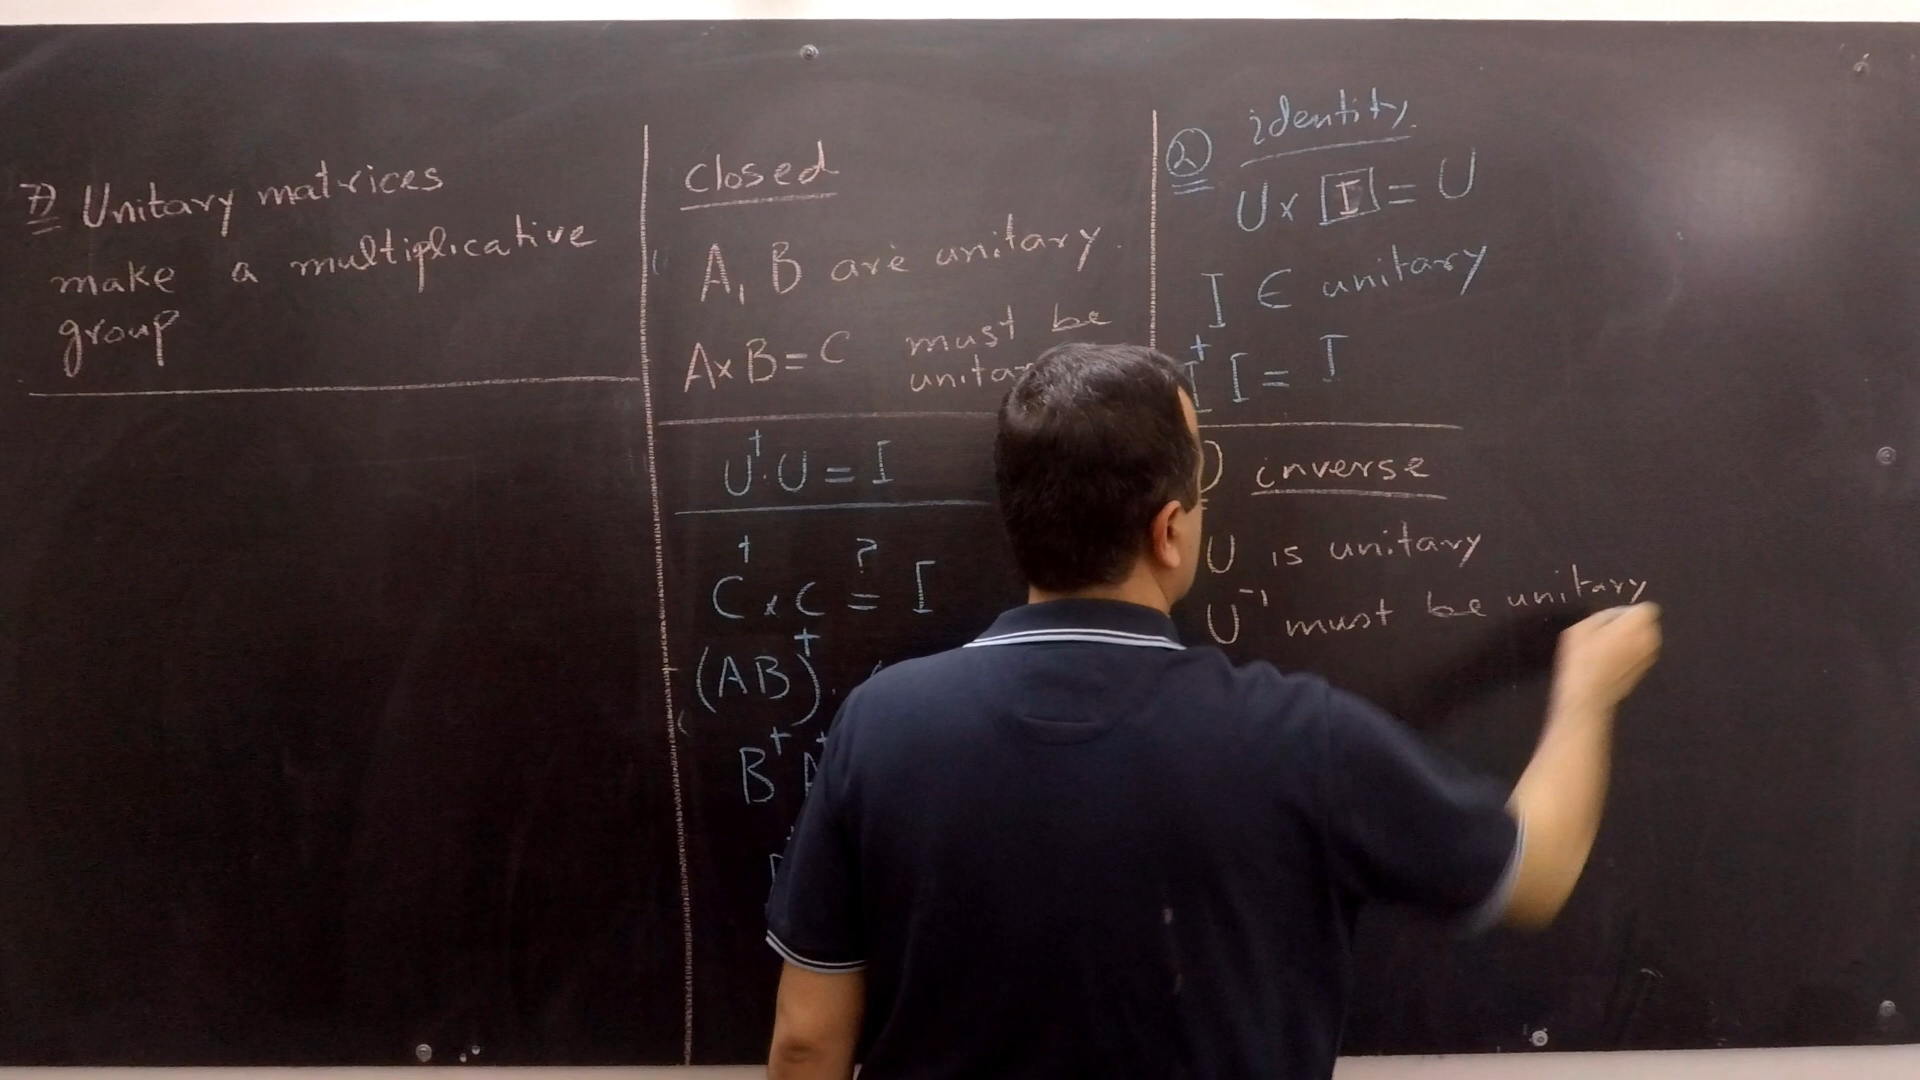 7) Unitary matrices
make a multiplicative
group
Closed
A, B are unitary.
A×B=C must be
U†·U = I
C†×C ?= I
(AB)†.
B†
② identity
U × I = U
I ∈ unitary
I†I = I
inverse
U is unitary
U⁻¹ must be unitary